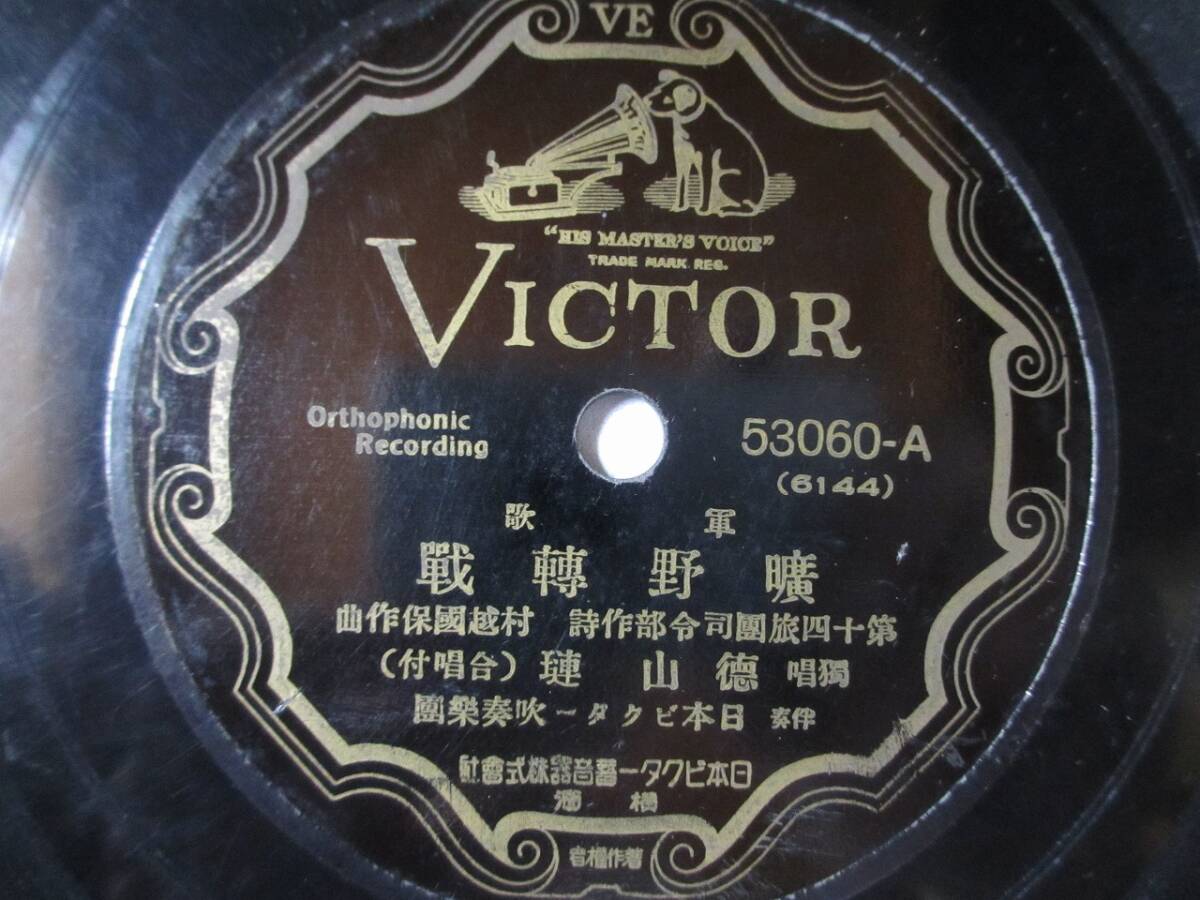 VE
"HIS MASTER'S VOICE"
TRADE MARK REG.
VICTOR
Orthophonic
Recording
53060-A
(6144)
軍歌
曠野轉戰
第十四旅團司令部作詩 村越國保作曲
獨唱 德山 璉 (合唱付)
伴奏 日本ビクター吹奏樂團
日本ビクター蓄音器株式會社
橫濱
著作權者